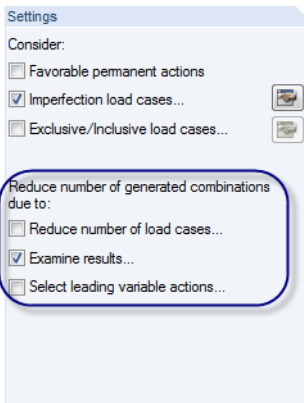 Settings
Consider:
Favorable permanent actions
Imperfection load cases...
Exclusive/Inclusive load cases...
Reduce number of generated combinations
due to:
Reduce number of load cases...
Examine results...
Select leading variable actions...